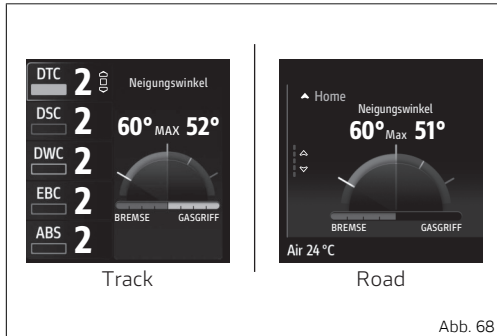 DTC 2
Neigungswinkel
DSC 2
60° MAX 52°
DWC 2
EBC 2
BREMSE GASGRIFF
ABS 2
Track
Home
Neigungswinkel
60° Max 51°
BREMSE GASGRIFF
Air 24 °C
Road
Abb. 68